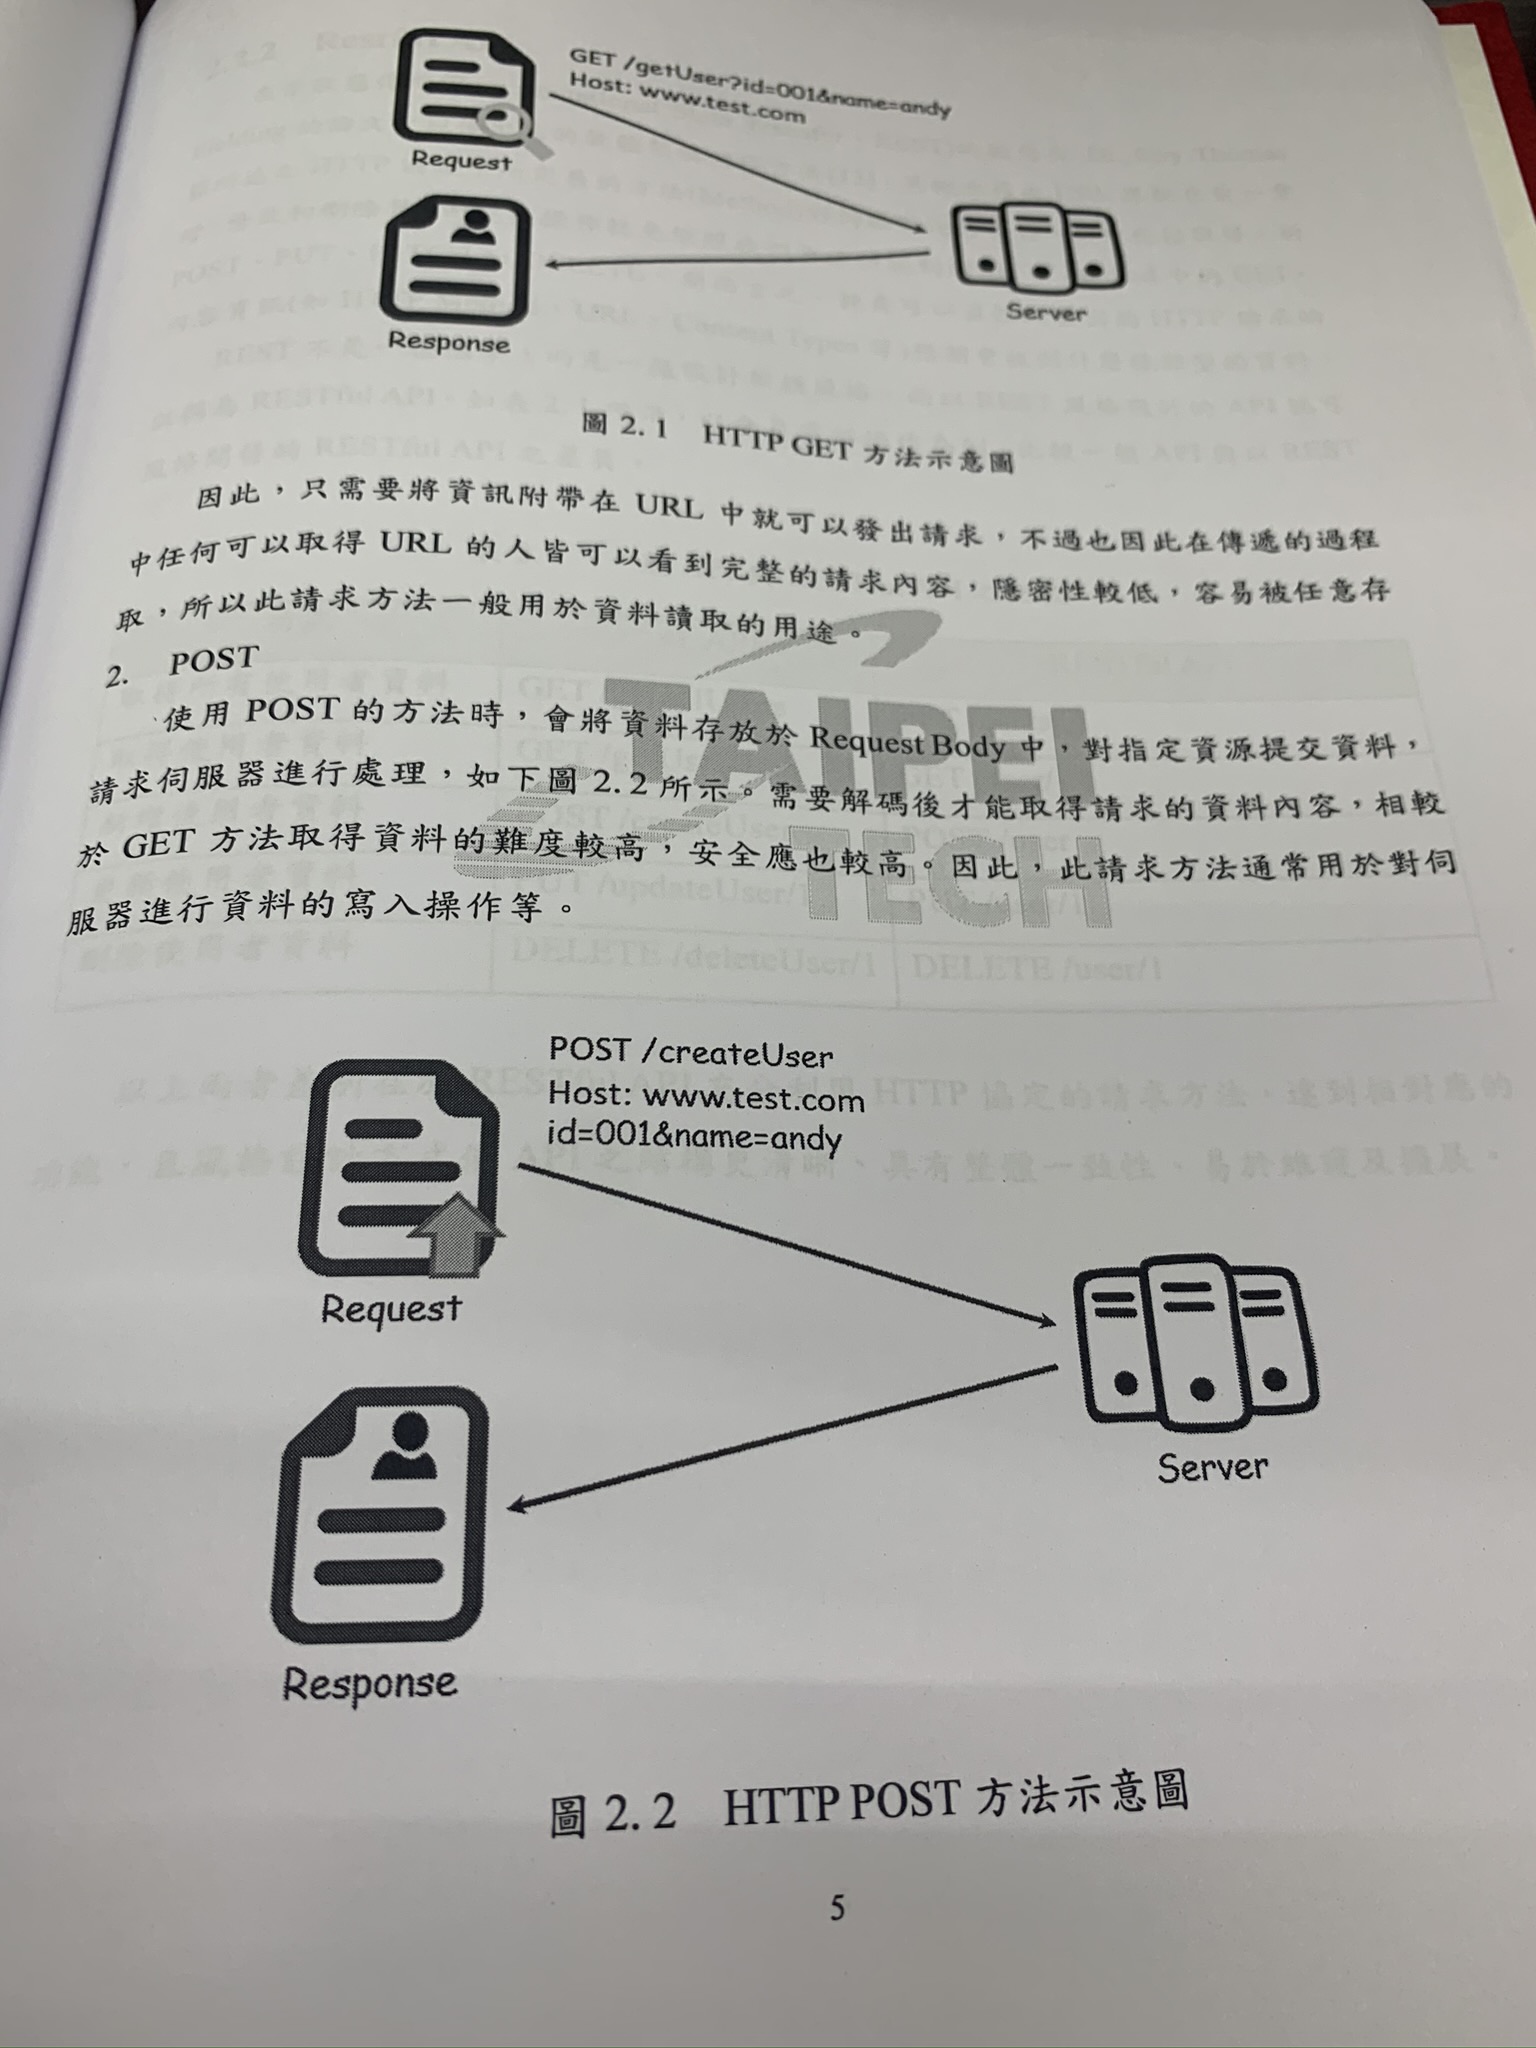 GET /getUser?id=001&name=andy
Host: www.test.com
Request
Response
Server
圖 2.1 HTTP GET 方法示意圖
因此，只需要將資訊附帶在 URL 中就可以發出請求，不過也因此在傳遞的過程
中任何可以取得 URL 的人皆可以看到完整的請求內容，隱密性較低，容易被任意存
取，所以此請求方法一般用於資料讀取的用途。
2. POST
使用 POST 的方法時，會將資料存放於 Request Body 中，對指定資源提交資料，
請求伺服器進行處理，如下圖 2.2 所示。需要解碼後才能取得請求的資料內容，相較
於 GET 方法取得資料的難度較高，安全應也較高。因此，此請求方法通常用於對伺
服器進行資料的寫入操作等。
TAIPEI
TECH
DELETE /deleteUser/1 DELETE /user/1
POST /createUser
Host: www.test.com
id=001&name=andy
Request
Server
Response
圖 2.2 HTTP POST 方法示意圖
5